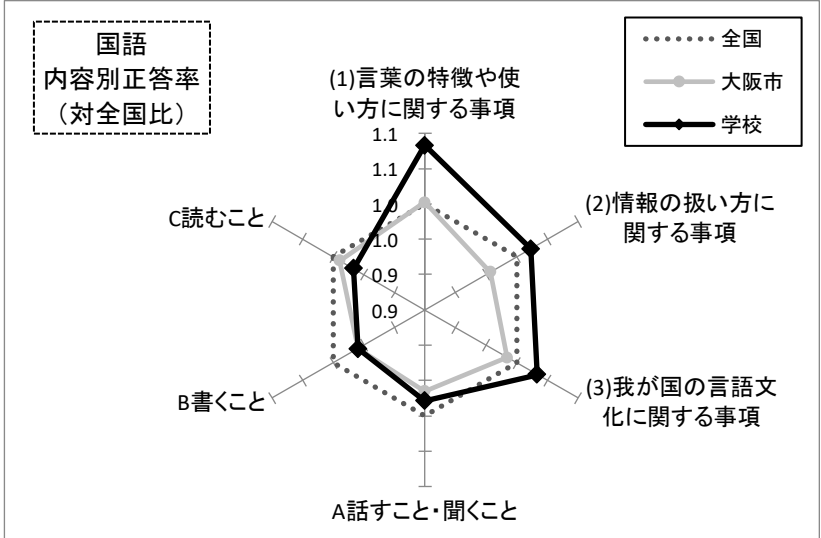 国語
内容別正答率
（対全国比）
全国
大阪市
学校
(1)言葉の特徴や使
い方に関する事項
1.1
1.1
1.0
1.0
0.9
0.9
(2)情報の扱い方に
関する事項
(3)我が国の言語文
化に関する事項
A話すこと・聞くこと
B書くこと
C読むこと